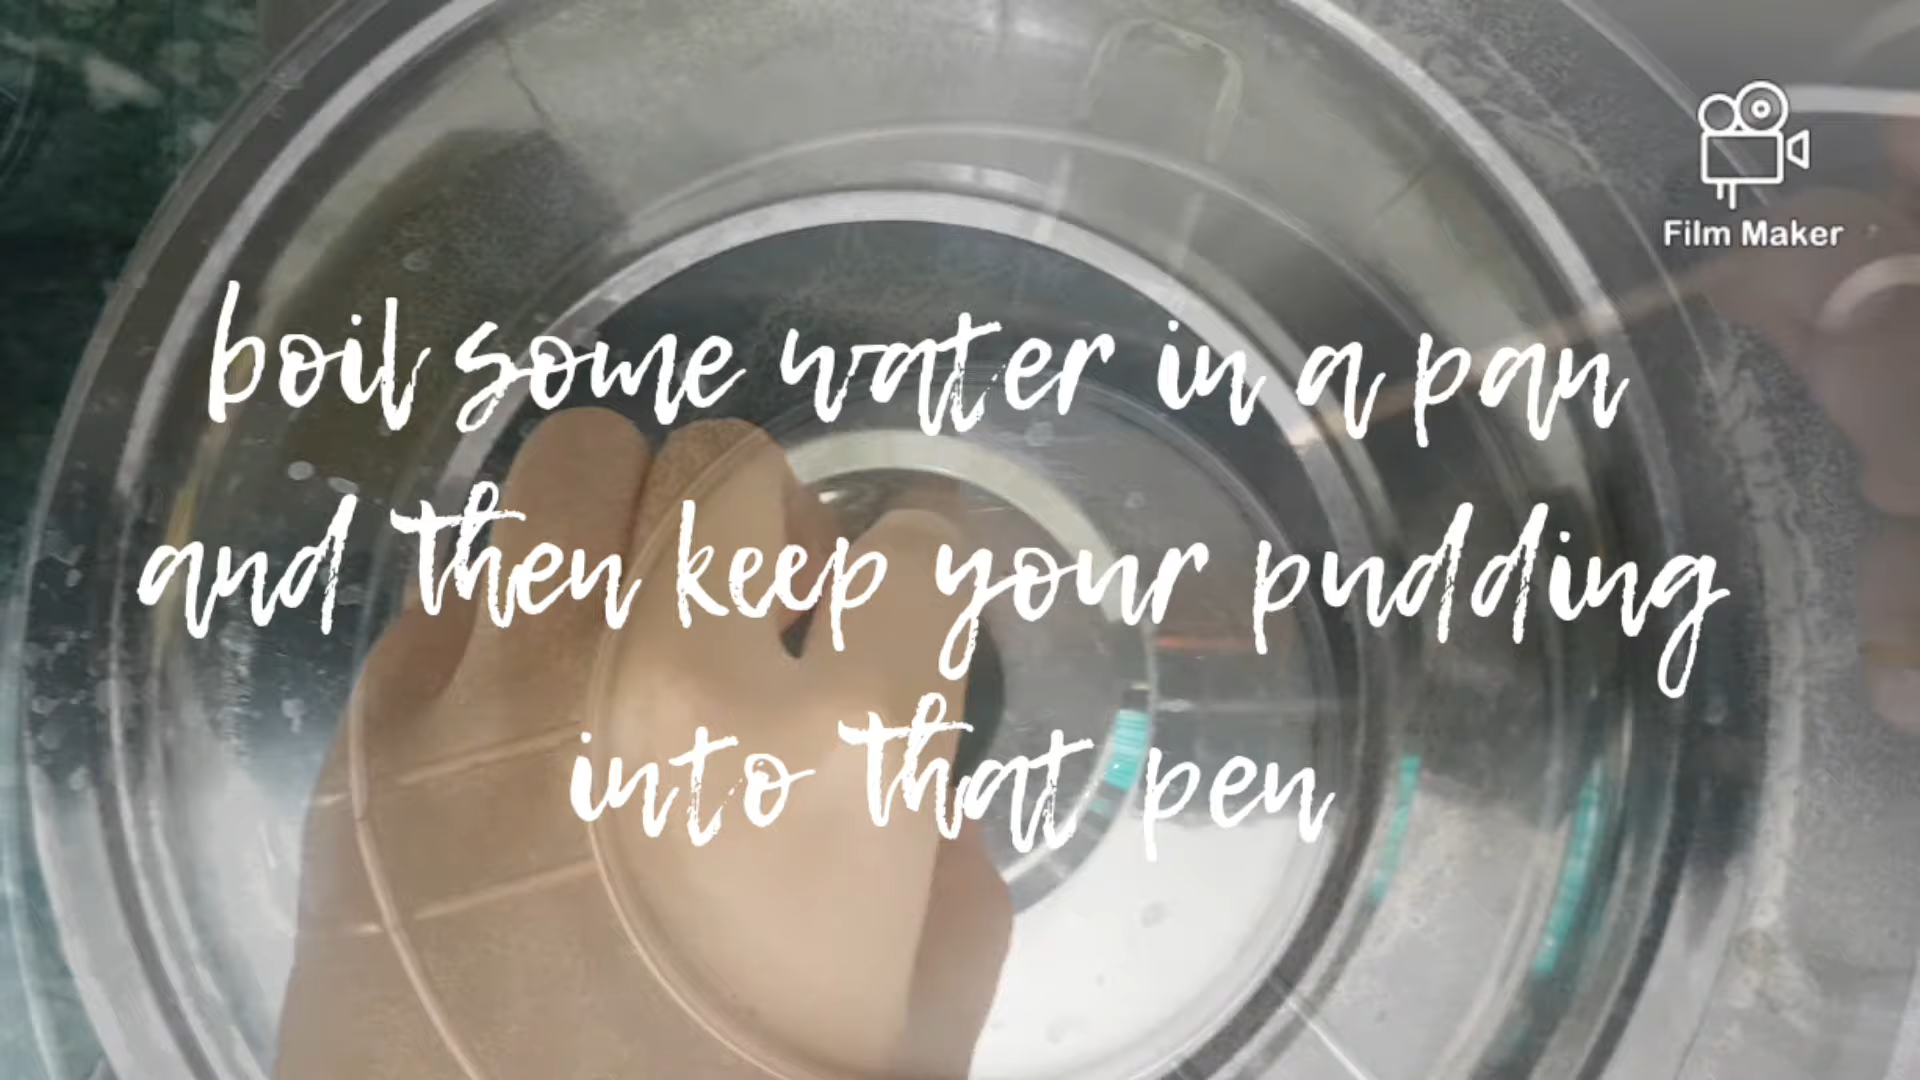 Film Maker
boil some water in a pan
and then keep your pudding
into that pen